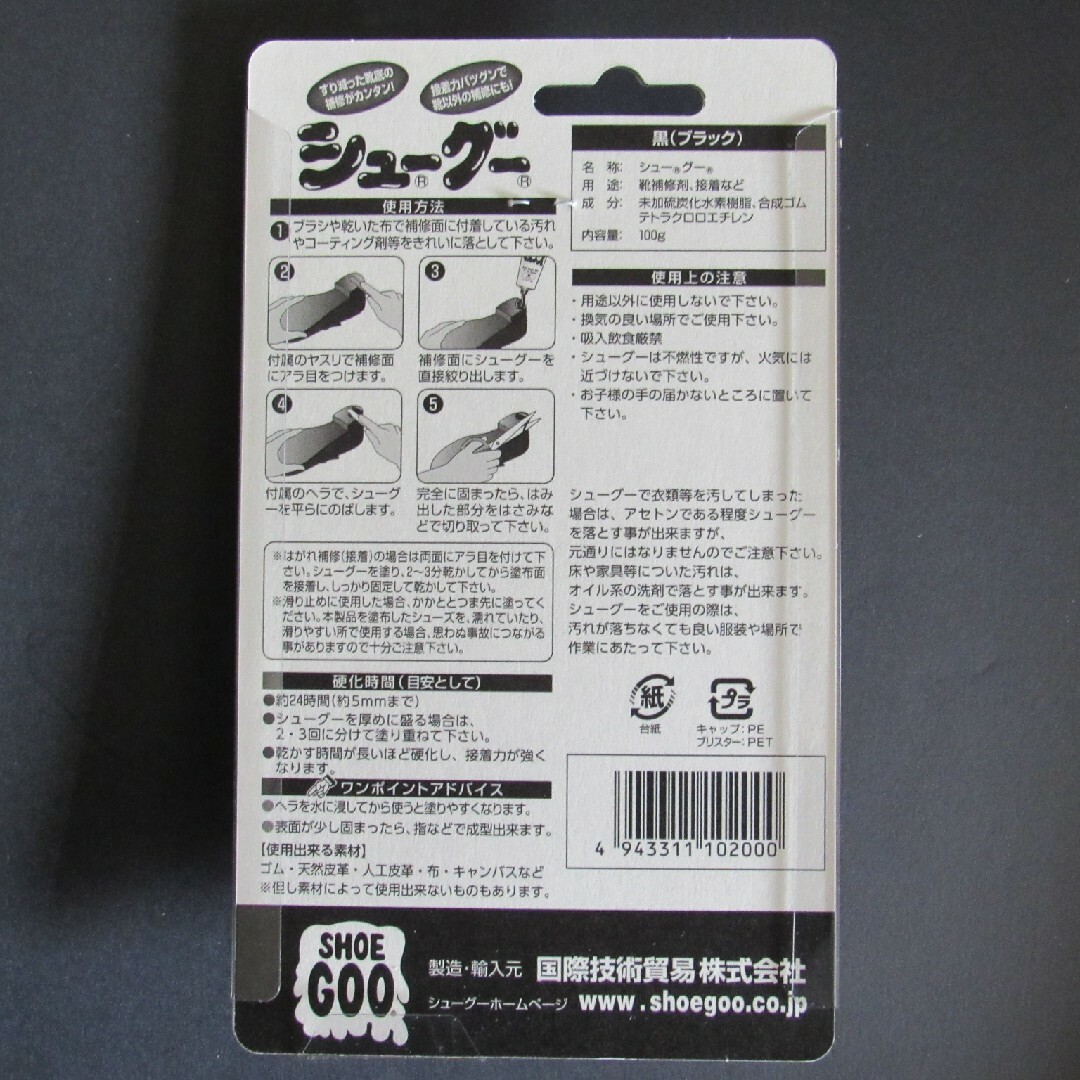 すり減った靴底の
補修がカンタン!
接着力バツグンで
靴以外の補修にも!
シュー®グー®
使用方法
1 ブラシや乾いた布で補修面に付着している汚れ
やコーティング剤等をきれいに落として下さい。
2
付属のヤスリで補修面
にアラ目をつけます。
3
補修面にシューグーを
直接絞り出します。
4
付属のヘラで、シューグ
ーを平らにのばします。
5
完全に固まったら、はみ
出した部分をはさみな
どで切り取って下さい。
※はがれ補修(接着)の場合は両面にアラ目を付けて下
さい。シューグーを塗り、2〜3分乾かしてから塗布面
を接着し、しっかり固定して乾かして下さい。
※滑り止めに使用した場合、かかととつま先に塗ってく
ださい。本製品を塗布したシューズを、濡れていたり、
滑りやすい所で使用する場合、思わぬ事故につながる
事がありますので十分ご注意下さい。
硬化時間(目安として)
●約24時間(約5mmまで)
●シューグーを厚めに盛る場合は、
2・3回に分けて塗り重ねて下さい。
●乾かす時間が長いほど硬化し、接着力が強く
なります。
ワンポイントアドバイス
●ヘラを水に浸してから使うと塗りやすくなります。
●表面が少し固まったら、指などで成型出来ます。
【使用出来る素材】
ゴム・天然皮革・人工皮革・布・キャンバスなど
※但し素材によって使用出来ないものもあります。
黒(ブラック)
名 称: シュー®グー®
用 途: 靴補修剤、接着など
成 分: 未加硫炭化水素樹脂、合成ゴム
テトラクロロエチレン
内容量: 100g
使用上の注意
・用途以外に使用しないで下さい。
・換気の良い場所でご使用下さい。
・吸入飲食厳禁
・シューグーは不燃性ですが、火気には
近づけないで下さい。
・お子様の手の届かないところに置いて
下さい。
シューグーで衣類等を汚してしまった
場合は、アセトンである程度シューグー
を落とす事が出来ますが、
元通りにはなりませんのでご注意下さい。
床や家具等についた汚れは、
オイル系の洗剤で落とす事が出来ます。
シューグーをご使用の際は、
汚れが落ちなくても良い服装や場所で
作業にあたって下さい。
紙
台紙
プラ
キャップ:PE
ブリスター:PET
4 943311 102000
SHOE
GOO
製造・輸入元 国際技術貿易株式会社
シューグーホームページ www.shoegoo.co.jp